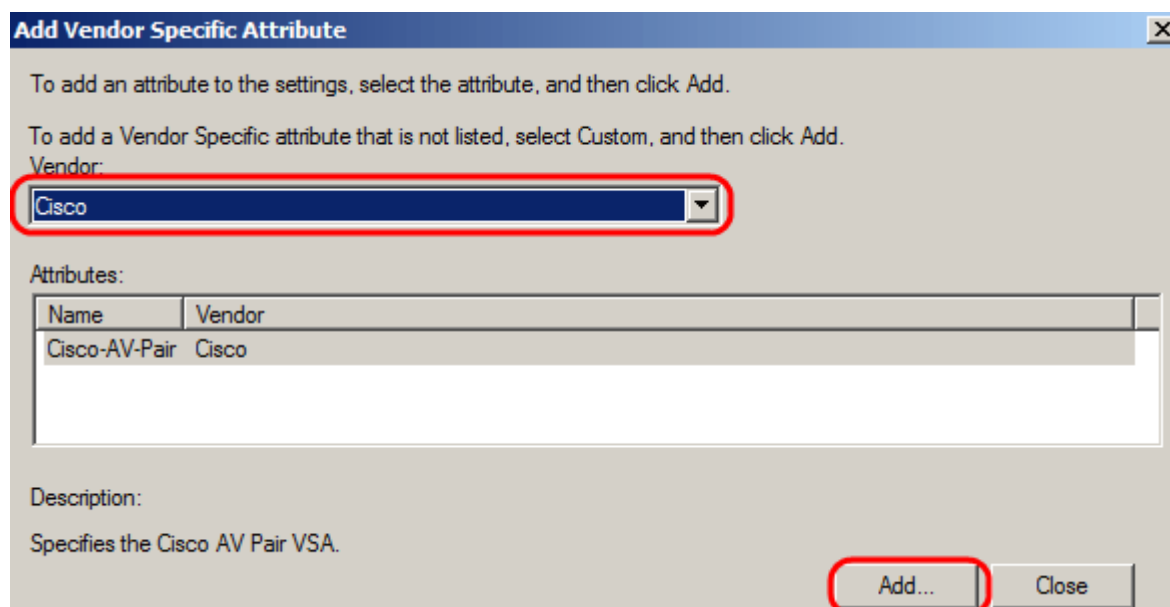 Add Vendor Specific Attribute
To add an attribute to the settings, select the attribute, and then click Add.
To add a Vendor Specific attribute that is not listed, select Custom, and then click Add.
Vendor:
Cisco
Attributes:
Name Vendor
Cisco-AV-Pair Cisco
Description:
Specifies the Cisco AV Pair VSA.
Add... Close